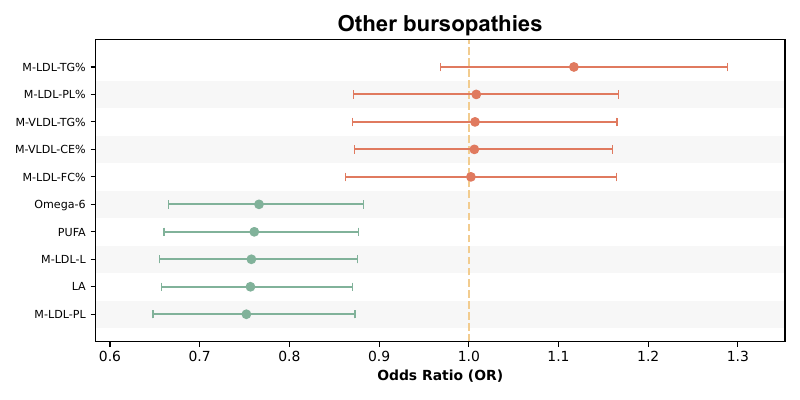 Other bursopathies
M-LDL-TG%
M-LDL-PL%
M-VLDL-TG%
M-VLDL-CE%
M-LDL-FC%
Omega-6
PUFA
M-LDL-L
LA
M-LDL-PL
0.6 0.7 0.8 0.9 1.0 1.1 1.2 1.3
Odds Ratio (OR)